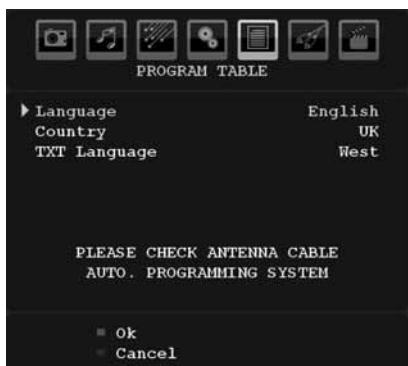 PROGRAM TABLE
Language English
Country UK
TXT Language West
PLEASE CHECK ANTENNA CABLE
AUTO. PROGRAMMING SYSTEM
Ok
Cancel